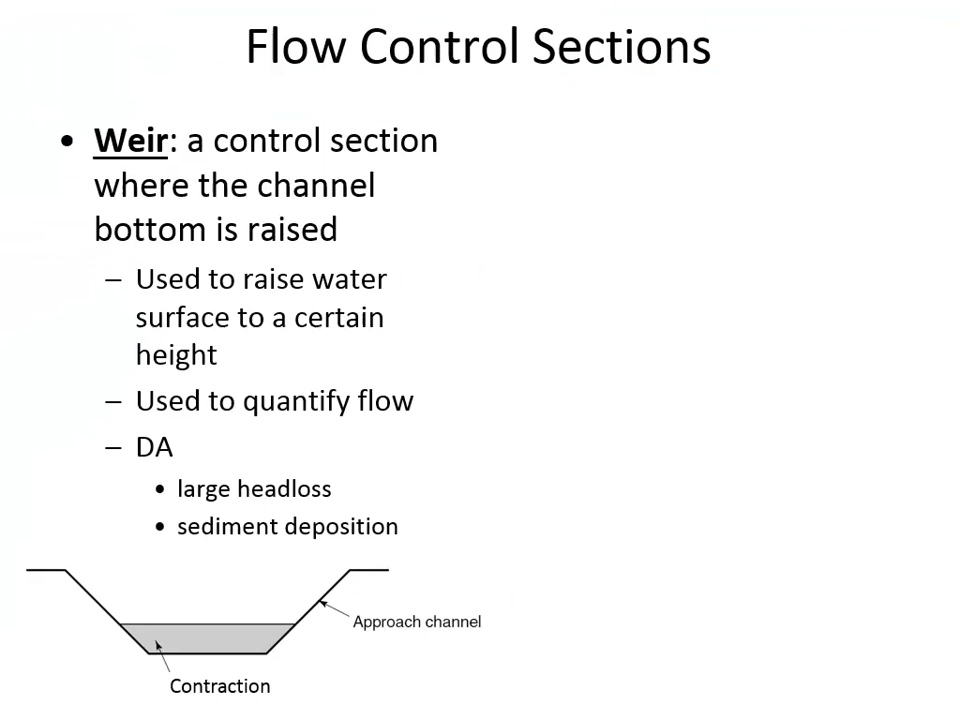 Flow Control Sections
• Weir: a control section
where the channel
bottom is raised
– Used to raise water
surface to a certain
height
– Used to quantify flow
– DA
• large headloss
• sediment deposition
Approach channel
Contraction